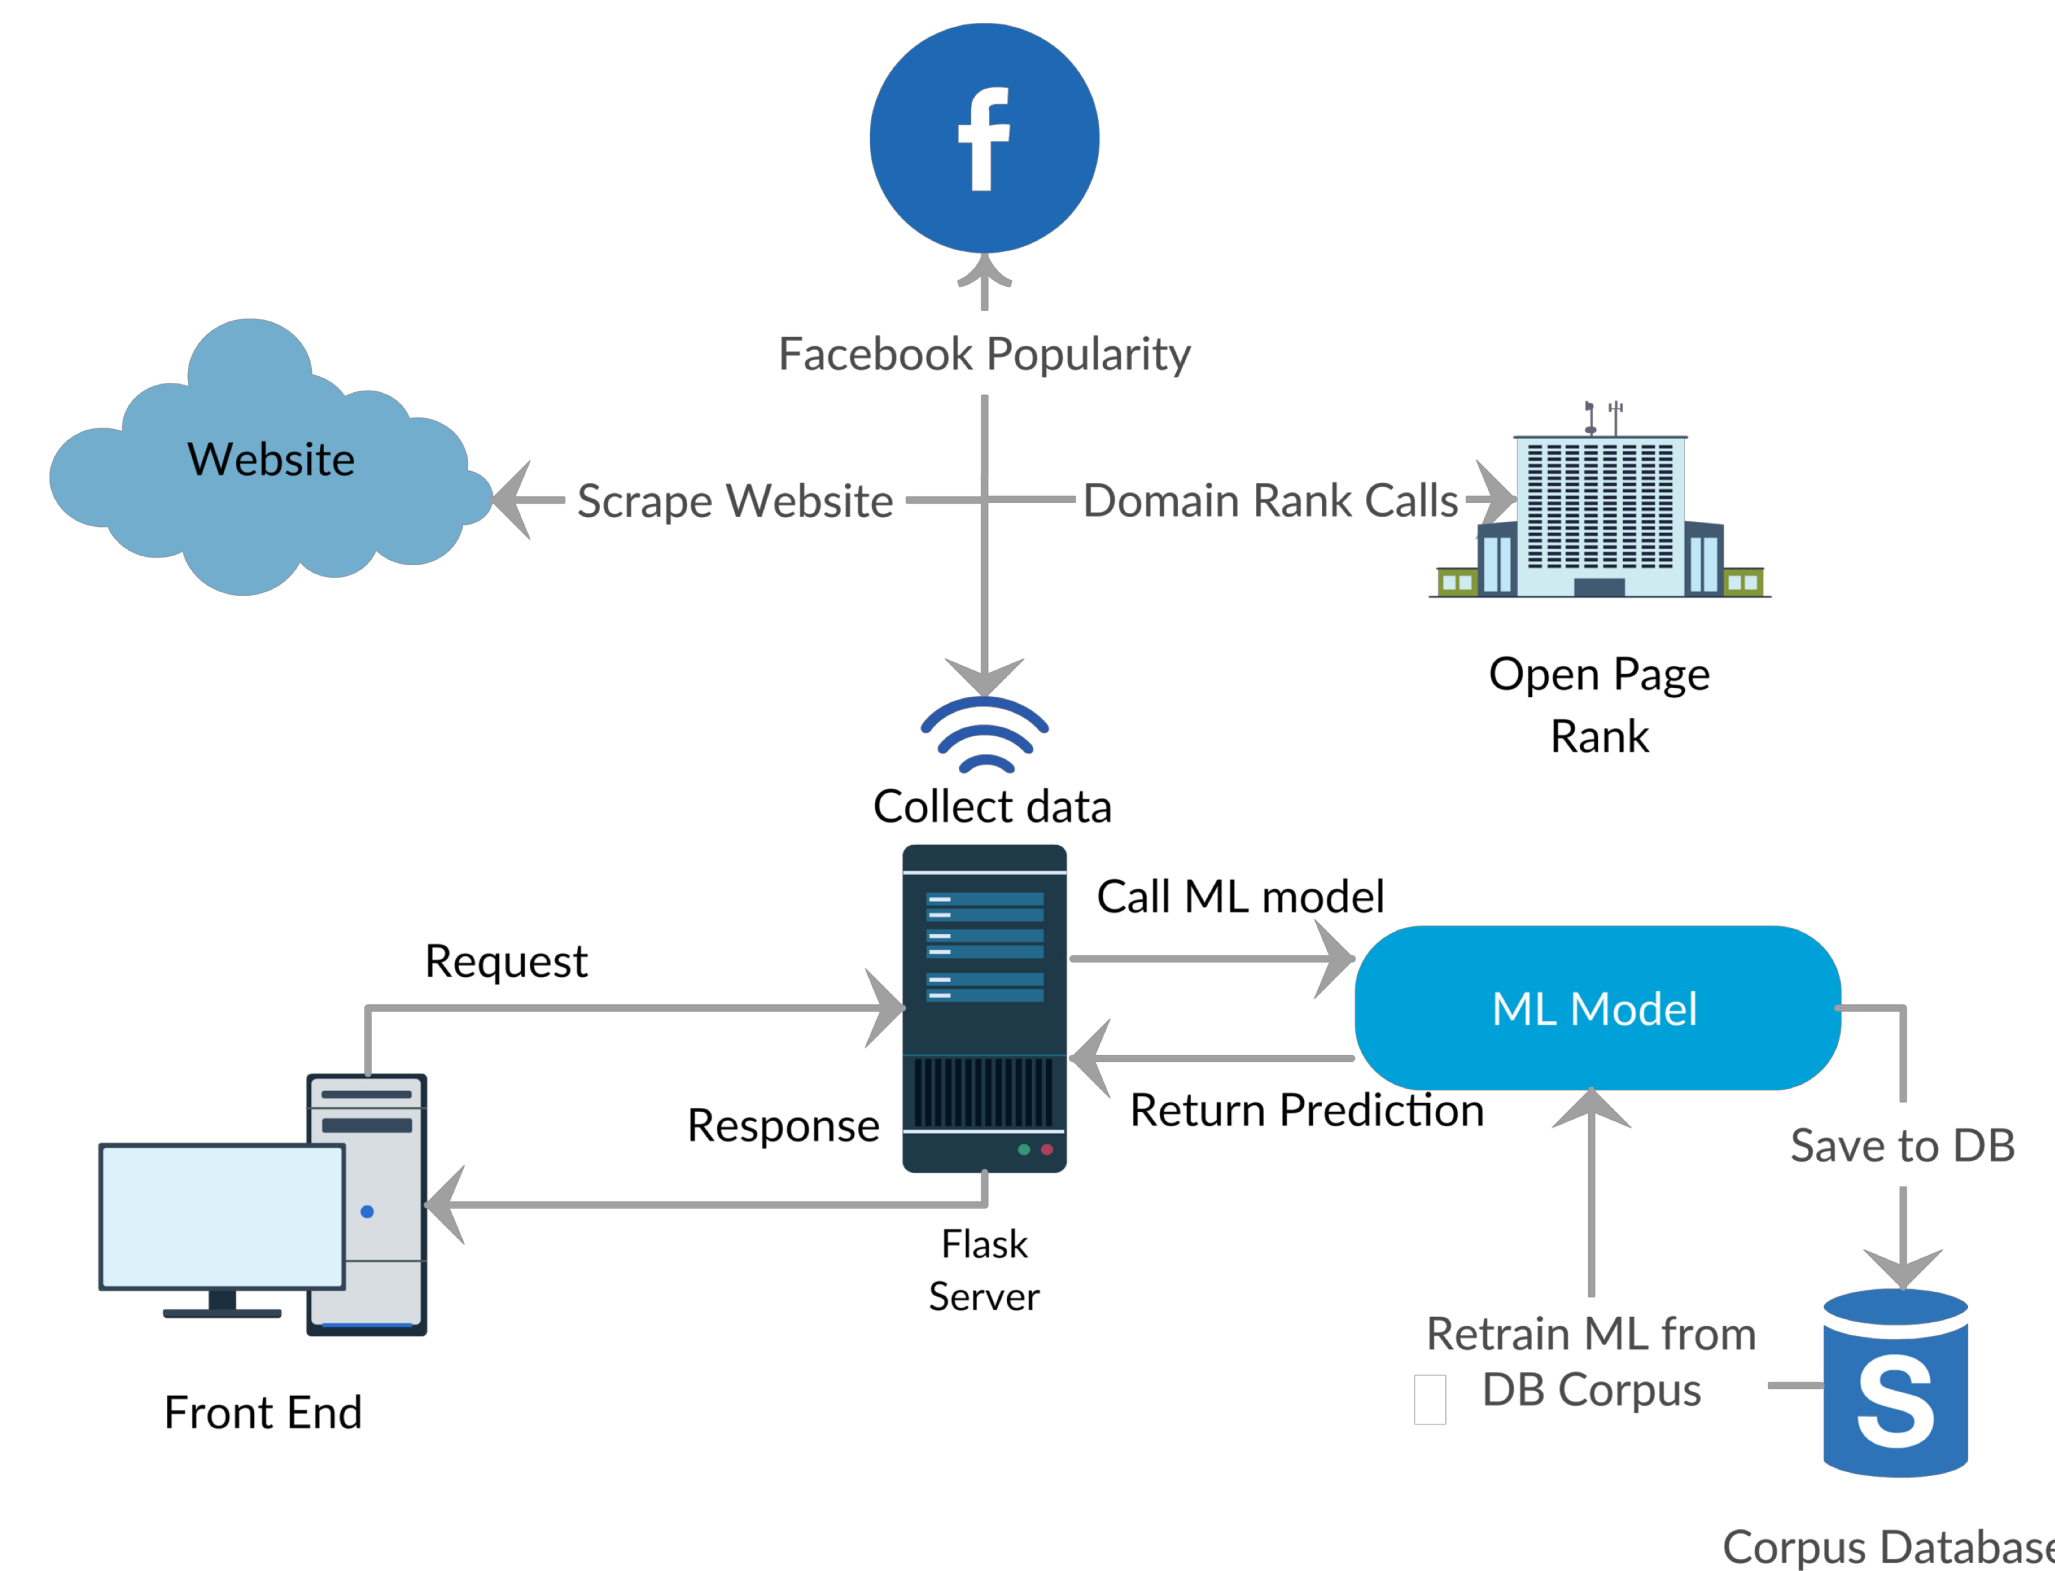 f
Facebook Popularity
Website
Scrape Website
Domain Rank Calls
Open Page
Rank
Collect data
Call ML model
Request
ML Model
Response
Return Prediction
Save to DB
Flask
Server
Retrain ML from
DB Corpus
S
Front End
Corpus Database